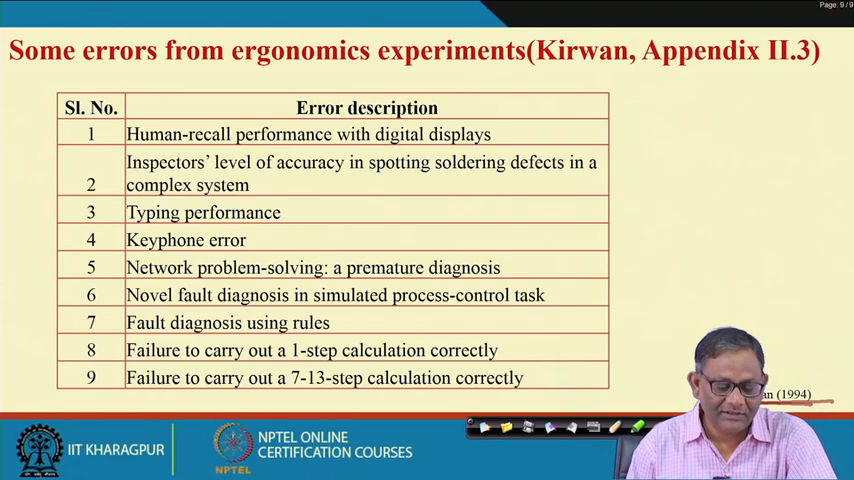 Page: 9 / 9
Some errors from ergonomics experiments(Kirwan, Appendix II.3)
Sl. No. Error description
1 Human-recall performance with digital displays
Inspectors' level of accuracy in spotting soldering defects in a
2 complex system
3 Typing performance
4 Keyphone error
5 Network problem-solving: a premature diagnosis
6 Novel fault diagnosis in simulated process-control task
7 Fault diagnosis using rules
8 Failure to carry out a 1-step calculation correctly
9 Failure to carry out a 7-13-step calculation correctly
(1994)
IIT KHARAGPUR
NPTEL
NPTEL ONLINE
CERTIFICATION COURSES